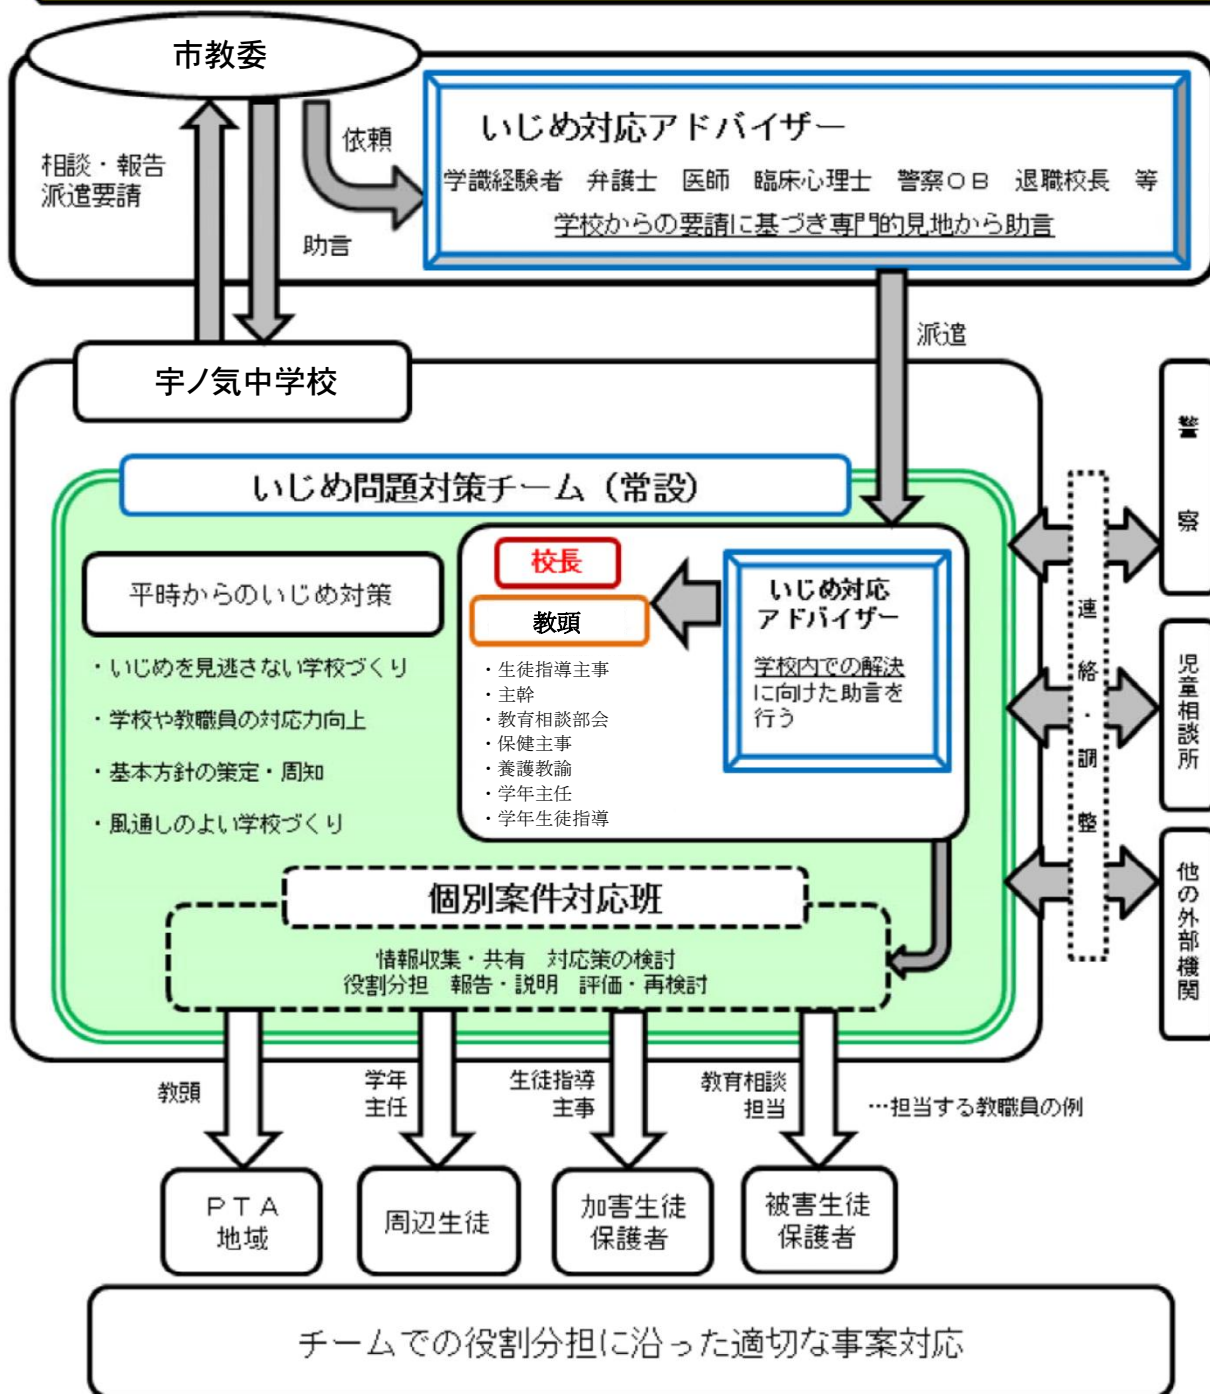 市教委
相談・報告
派遣要請
依頼
助言
いじめ対応アドバイザー
学識経験者　弁護士　医師　臨床心理士　警察ＯＢ　退職校長　等
学校からの要請に基づき専門的見地から助言
派遣
宇ノ気中学校
いじめ問題対策チーム（常設）
平時からのいじめ対策
・いじめを見逃さない学校づくり
・学校や教職員の対応力向上
・基本方針の策定・周知
・風通しのよい学校づくり
校長
教頭
・生徒指導主事
・主幹
・教育相談部会
・保健主事
・養護教諭
・学年主任
・学年生徒指導
いじめ対応
アドバイザー
学校内での解決
に向けた助言を
行う
連絡・調整
警察
児童相談所
他の外部機関
個別案件対応班
情報収集・共有　対応策の検討
役割分担　報告・説明　評価・再検討
教頭
学年
主任
生徒指導
主事
教育相談
担当
…担当する教職員の例
ＰＴＡ
地域
周辺生徒
加害生徒
保護者
被害生徒
保護者
チームでの役割分担に沿った適切な事案対応